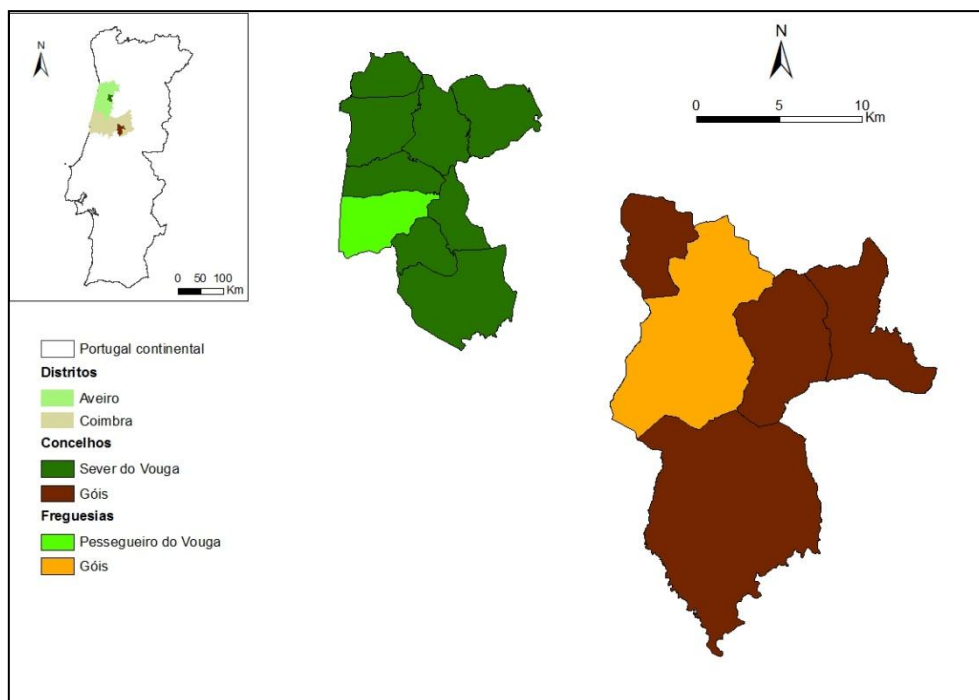 N
0 50 100
Km
N
0 5 10
Km
Portugal continental
Distritos
Aveiro
Coimbra
Concelhos
Sever do Vouga
Góis
Freguesias
Pessegueiro do Vouga
Góis